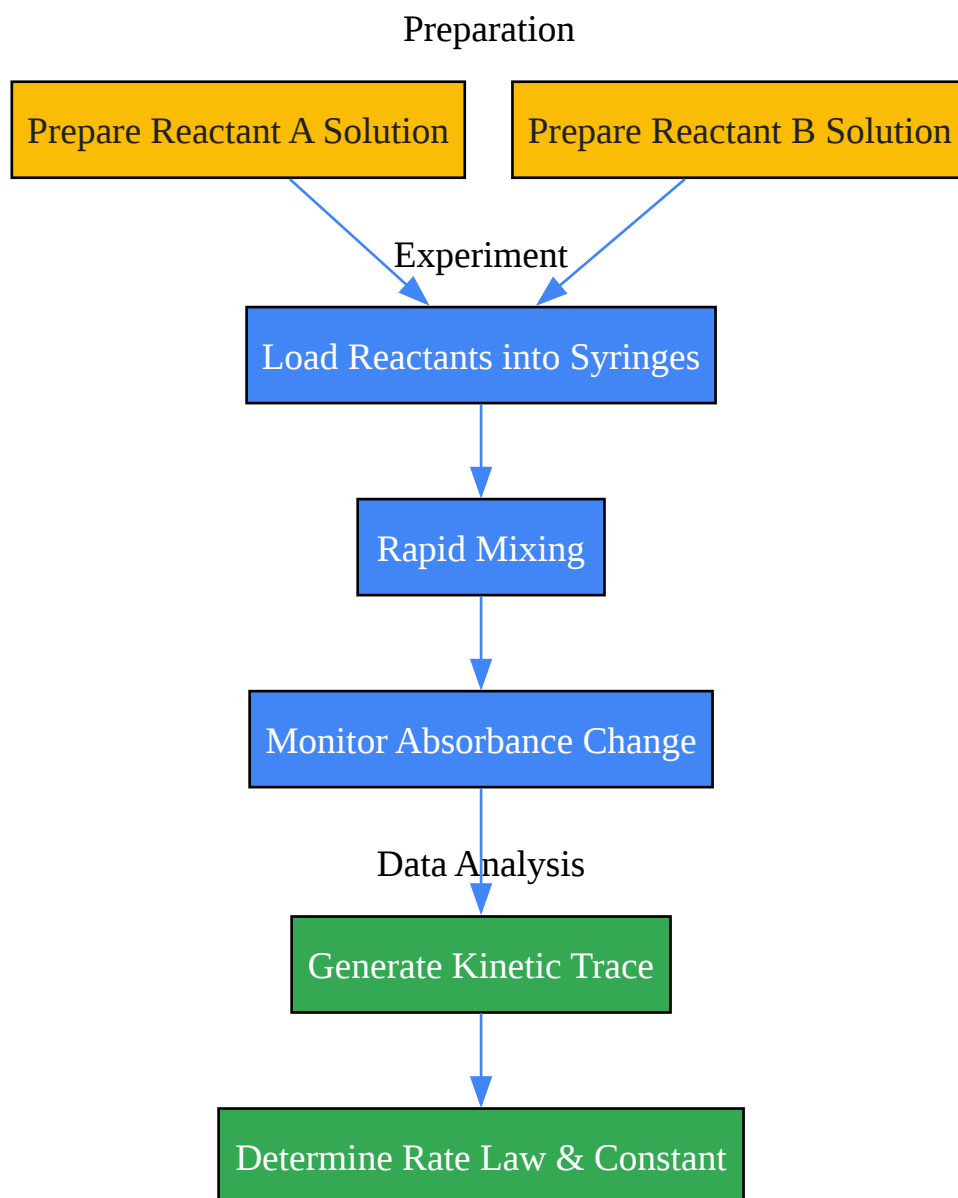 Preparation
Prepare Reactant A Solution
Prepare Reactant B Solution
Experiment
Load Reactants into Syringes
Rapid Mixing
Monitor Absorbance Change
Data Analysis
Generate Kinetic Trace
Determine Rate Law & Constant